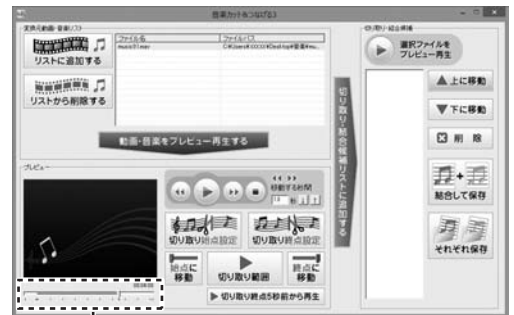 音楽カット&つなげる3
変換元動画・音楽リスト
リストに追加する
リストから削除する
ファイル名
ファイルパス
動画・音楽をプレビュー再生する
切り取り・結合候補リストに追加する
切り取り・結合候補
選択ファイルを
プレビュー再生
上に移動
下に移動
削 除
結合して保存
それぞれ保存
プレビュー
移動する秒間
秒
切り取り始点設定
切り取り終点設定
始点に
移動
切り取り範囲
終点に
移動
切り取り終点5秒前から再生